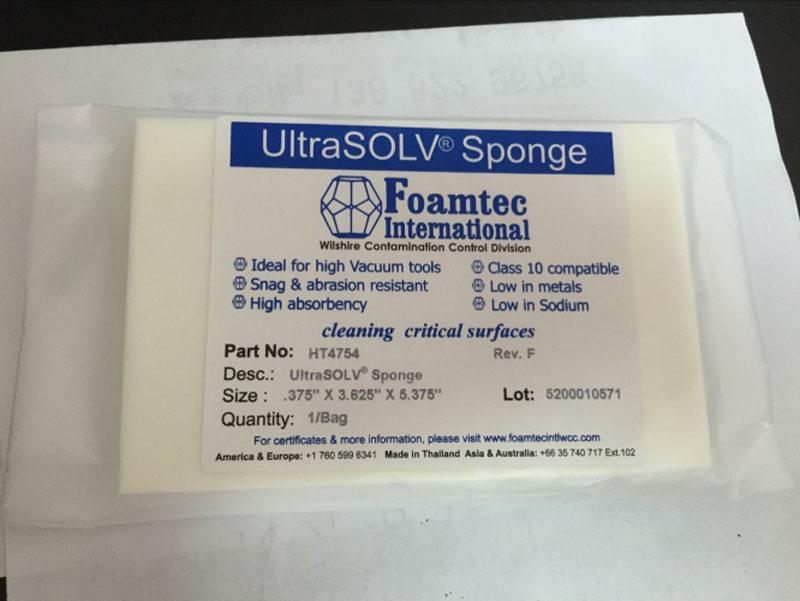 UltraSOLV® Sponge
Foamtec
International
Wilshire Contamination Control Division
Ideal for high Vacuum tools
Snag & abrasion resistant
High absorbency
Class 10 compatible
Low in metals
Low in Sodium
cleaning critical surfaces
Part No: HT4754 Rev. F
Desc.: UltraSOLV® Sponge
Size : .375" X 3.625" X 5.375" Lot: 5200010571
Quantity: 1/Bag
For certificates & more information, please visit www.foamtecintlwcc.com
America & Europe: +1 760 599 6341 Made in Thailand Asia & Australia: +66 35 740 717 Ext.102